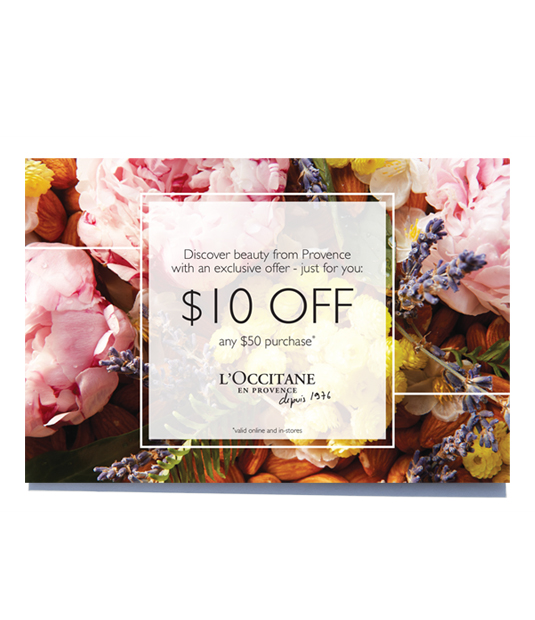 Discover beauty from Provence
with an exclusive offer - just for you:
$10 OFF
any $50 purchase*
L'OCCITANE
EN PROVENCE
depuis 1976
*valid online and in-stores